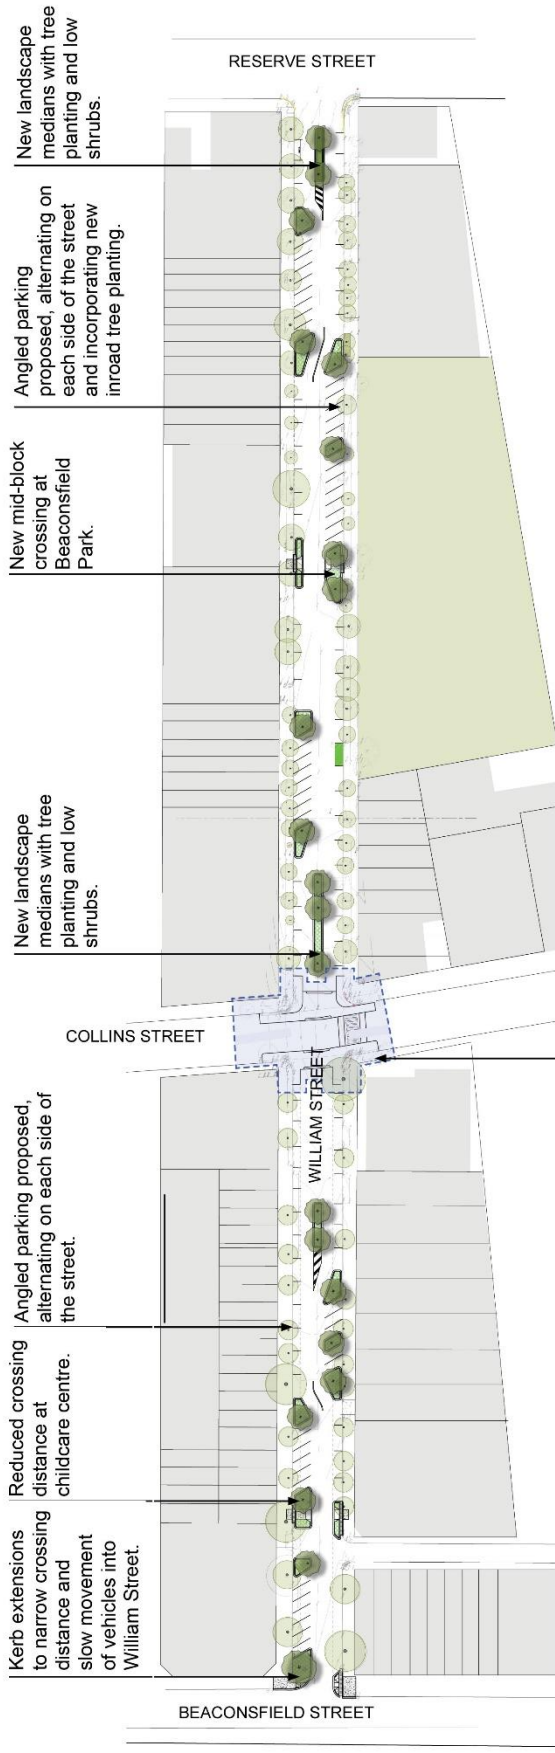 Kerb extensions
to narrow crossing
distance and
slow movement
of vehicles into
William Street.
Reduced crossing
distance at
childcare centre.
Angled parking proposed,
alternating on each side of
the street.
New landscape
medians with tree
planting and low
shrubs.
New mid-block
crossing at
Beaconsfield
Park.
Angled parking
proposed, alternating on
each side of the street
and incorporating new
inroad tree planting.
New landscape
medians with tree
planting and low
shrubs.
RESERVE STREET
COLLINS STREET
WILLIAM STREET
BEACONSFIELD STREET